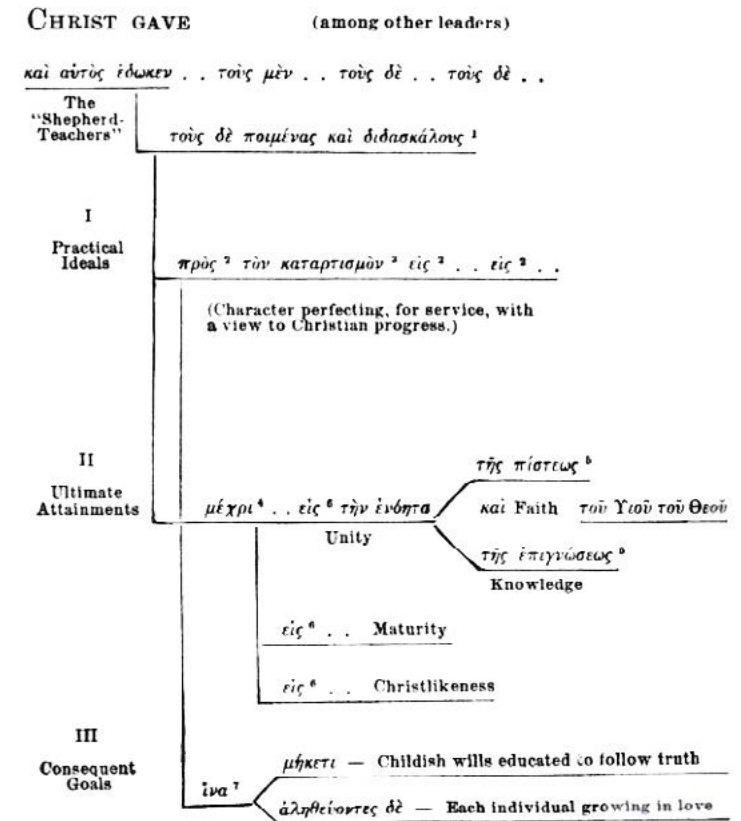 CHRIST GAVE (among other leaders)
καὶ αὐτὸς ἔδωκεν . . τοὺς μὲν . . τοὺς δὲ . . τοὺς δὲ . .
The
"Shepherd-
Teachers"
τοὺς δὲ ποιμένας καὶ διδασκάλους ¹
I
Practical
Ideals
πρὸς ² τὸν καταρτισμὸν ³ εἰς ² . . εἰς ² . .
(Character perfecting, for service, with
a view to Christian progress.)
II
Ultimate
Attainments
τῆς πίστεως ⁵
μέχρι ⁴ . . εἰς ⁶ τὴν ἑνόητα
καὶ Faith τοῦ Υιοῦ τοῦ Θεοῦ
Unity
τῆς ἐπιγνώσεως ⁵
Knowledge
εἰς ⁶ . . Maturity
εἰς ⁶ . . Christlikeness
III
Consequent
Goals
ἵνα ⁷
μήκετι — Childish wills educated to follow truth
ἀληθεύοντες δὲ — Each individual growing in love